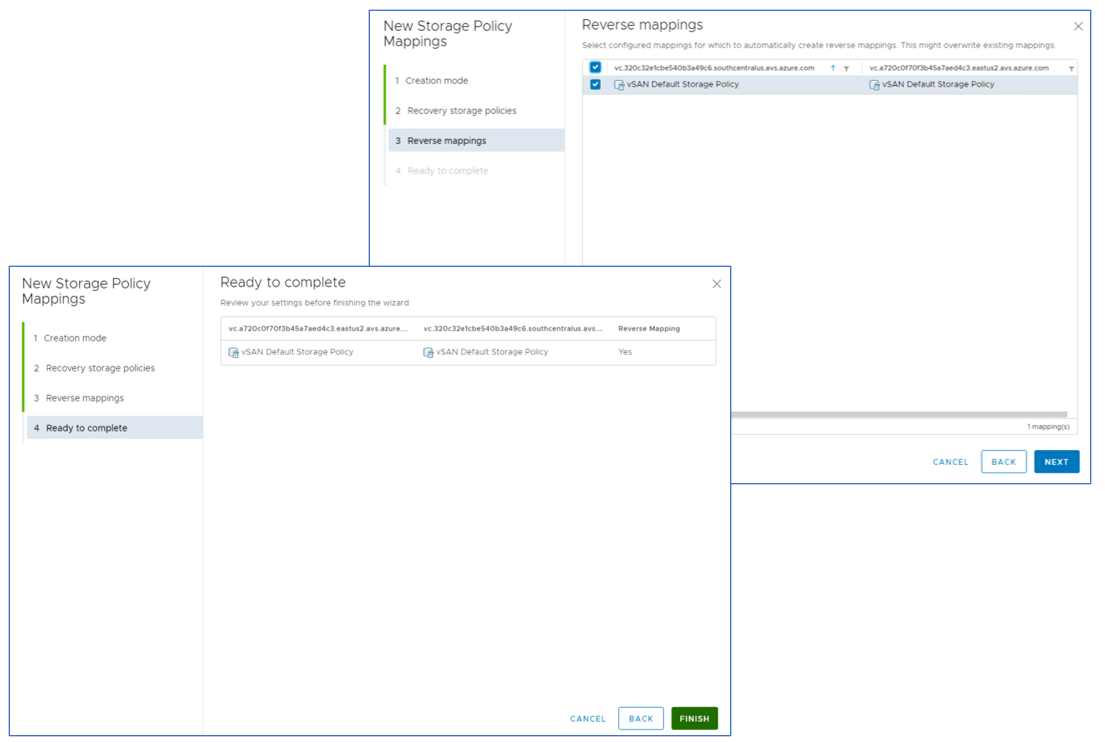 New Storage Policy
Mappings
1 Creation mode
2 Recovery storage policies
3 Reverse mappings
4 Ready to complete
Reverse mappings
Select configured mappings for which to automatically create reverse mappings. This might overwrite existing mappings.
vc.320c32e1cbe540b3a49c6.southcentralus.avs.azure.com vc.a720c0f70f3b45a7aed4c3.eastus2.avs.azure.com
vSAN Default Storage Policy vSAN Default Storage Policy
1 mapping(s)
CANCEL BACK NEXT
New Storage Policy
Mappings
1 Creation mode
2 Recovery storage policies
3 Reverse mappings
4 Ready to complete
Ready to complete
Review your settings before finishing the wizard
vc.a720c0f70f3b45a7aed4c3.eastus2.avs.azure.... vc.320c32e1cbe540b3a49c6.southcentralus.avs.... Reverse Mapping
vSAN Default Storage Policy vSAN Default Storage Policy Yes
CANCEL BACK FINISH